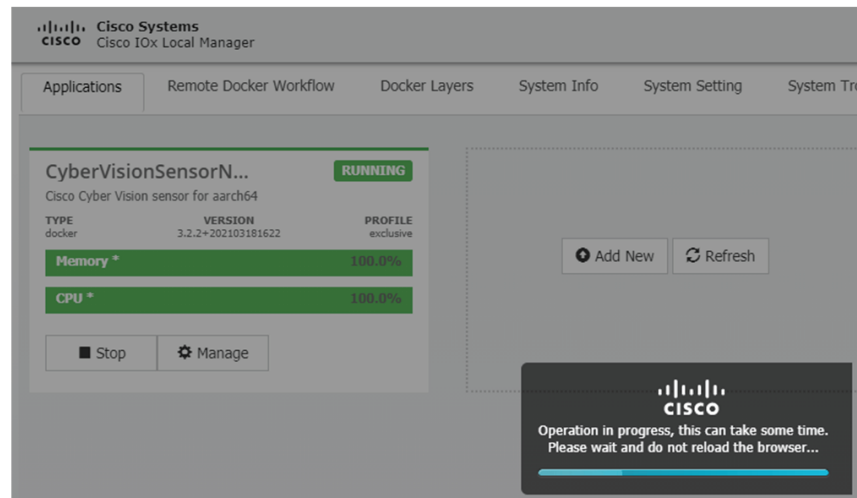 Cisco Systems
CISCO Cisco IOx Local Manager
Applications Remote Docker Workflow Docker Layers System Info System Setting System Tro
CyberVisionSensorN... RUNNING
Cisco Cyber Vision sensor for aarch64
TYPE VERSION PROFILE
docker 3.2.2+202103181622 exclusive
Memory * 100.0%
CPU * 100.0%
Add New Refresh
Stop Manage
CISCO
Operation in progress, this can take some time.
Please wait and do not reload the browser...